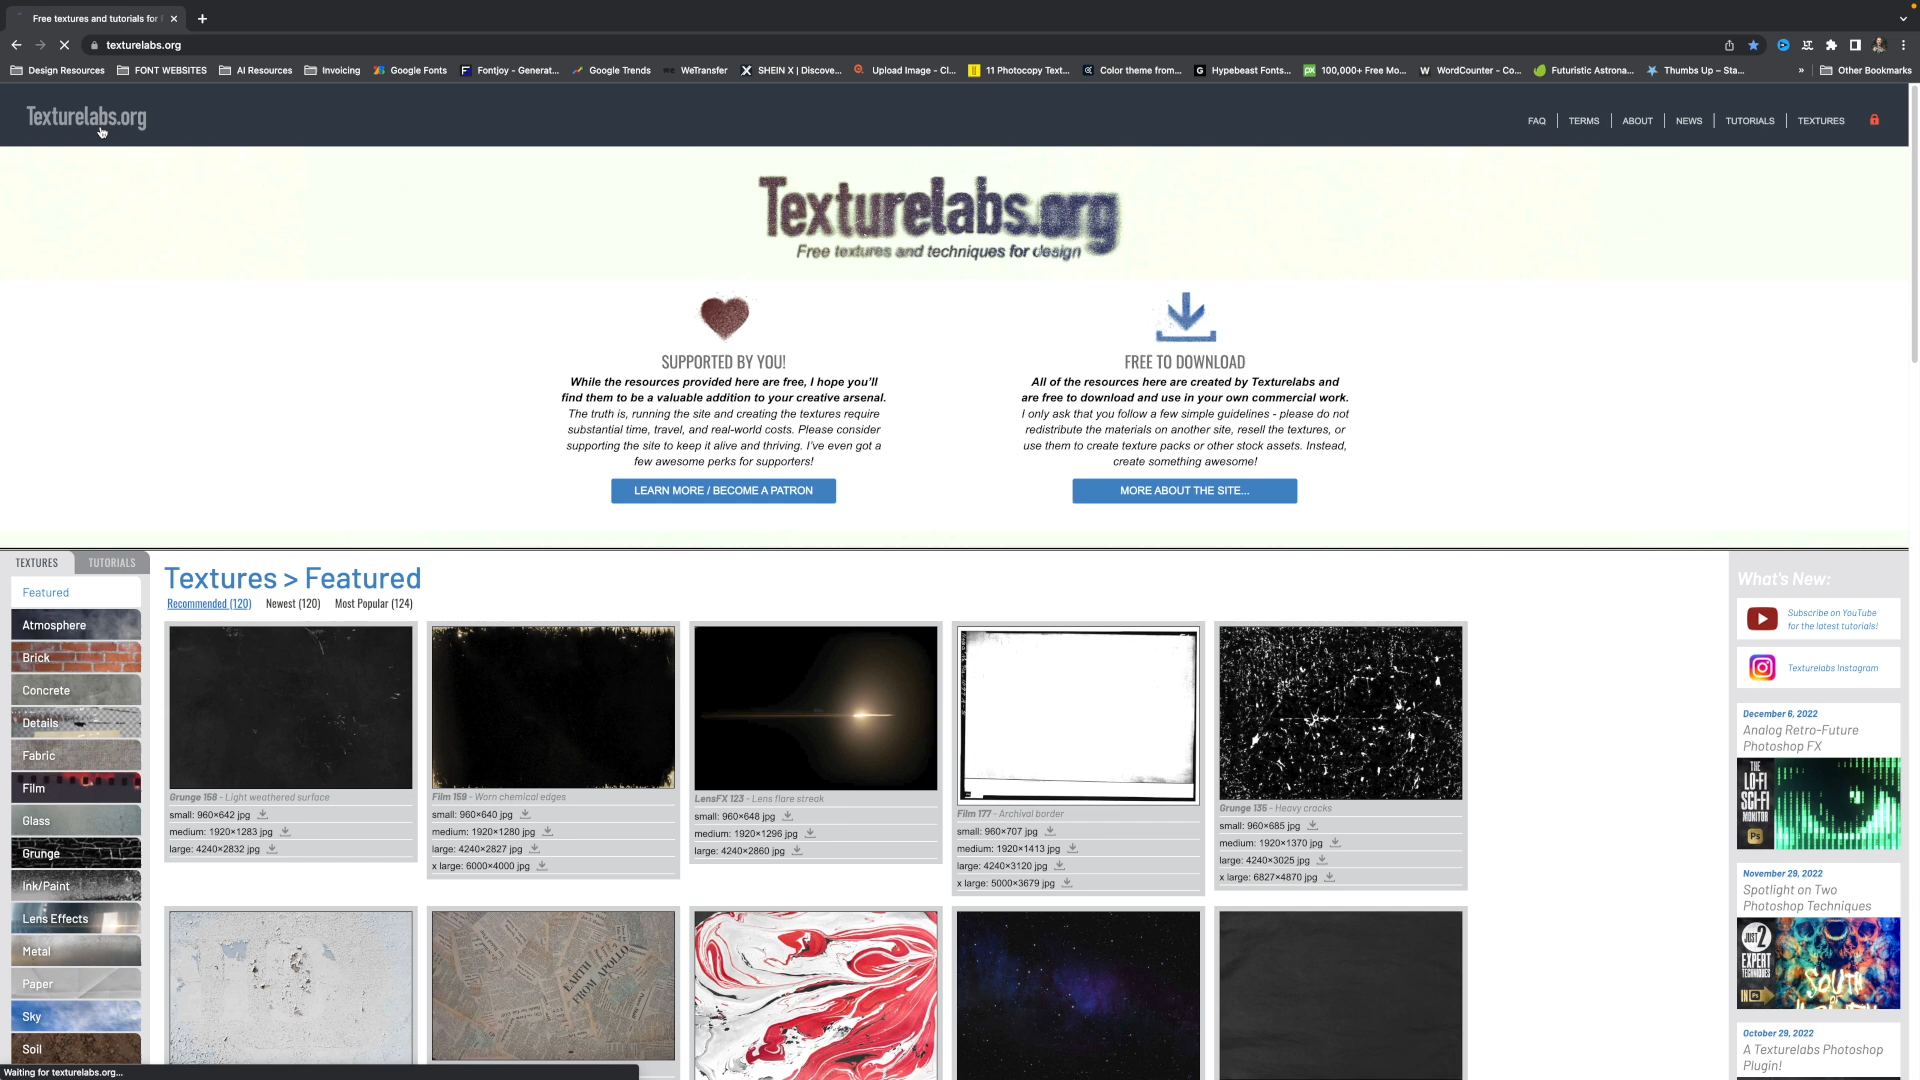 Free textures and tutorials for
texturelabs.org
Design Resources
FONT WEBSITES
AI Resources
Invoicing
Google Fonts
Fontjoy - Generat...
Google Trends
WeTransfer
SHEIN X | Discove...
Upload Image - Cl...
11 Photocopy Text...
Color theme from...
Hypebeast Fonts...
100,000+ Free Mo...
WordCounter - Co...
Futuristic Astrona...
Thumbs Up – Sta...
»
Other Bookmarks
Texturelabs.org
FAQ
TERMS
ABOUT
NEWS
TUTORIALS
TEXTURES
Texturelabs.org
Free textures and techniques for design
SUPPORTED BY YOU!
While the resources provided here are free, I hope you'll
find them to be a valuable addition to your creative arsenal.
The truth is, running the site and creating the textures require
substantial time, travel, and real-world costs. Please consider
supporting the site to keep it alive and thriving. I've even got a
few awesome perks for supporters!
LEARN MORE / BECOME A PATRON
FREE TO DOWNLOAD
All of the resources here are created by Texturelabs and
are free to download and use in your own commercial work.
I only ask that you follow a few simple guidelines - please do not
redistribute the materials on another site, resell the textures, or
use them to create texture packs or other stock assets. Instead,
create something awesome!
MORE ABOUT THE SITE...
TEXTURES
TUTORIALS
Featured
Atmosphere
Brick
Concrete
Details
Fabric
Film
Glass
Grunge
Ink/Paint
Lens Effects
Metal
Paper
Sky
Soil
Textures > Featured
Recommended (120)
Newest (120)
Most Popular (124)
Grunge 158 - Light weathered surface
small: 960×642 jpg
medium: 1920×1283 jpg
large: 4240×2832 jpg
Film 159 - Worn chemical edges
small: 960×640 jpg
medium: 1920×1280 jpg
large: 4240×2827 jpg
x large: 6000×4000 jpg
LensFX 123 - Lens flare streak
small: 960×648 jpg
medium: 1920×1296 jpg
large: 4240×2860 jpg
Film 177 - Archival border
small: 960×707 jpg
medium: 1920×1413 jpg
large: 4240×3120 jpg
x large: 5000×3679 jpg
Grunge 135 - Heavy cracks
small: 960×685 jpg
medium: 1920×1370 jpg
large: 4240×3025 jpg
x large: 6827×4870 jpg
EARTH
FROM APOLLO
What's New:
Subscribe on YouTube
for the latest tutorials!
Texturelabs Instagram
December 6, 2022
Analog Retro-Future
Photoshop FX
THE
LO-FI
SCI-FI
MONITOR
Ps
November 29, 2022
Spotlight on Two
Photoshop Techniques
JUST
2
EXPERT
TECHNIQUES
IN Ps
SOUTH
OF
October 29, 2022
A Texturelabs Photoshop
Plugin!
Waiting for texturelabs.org...